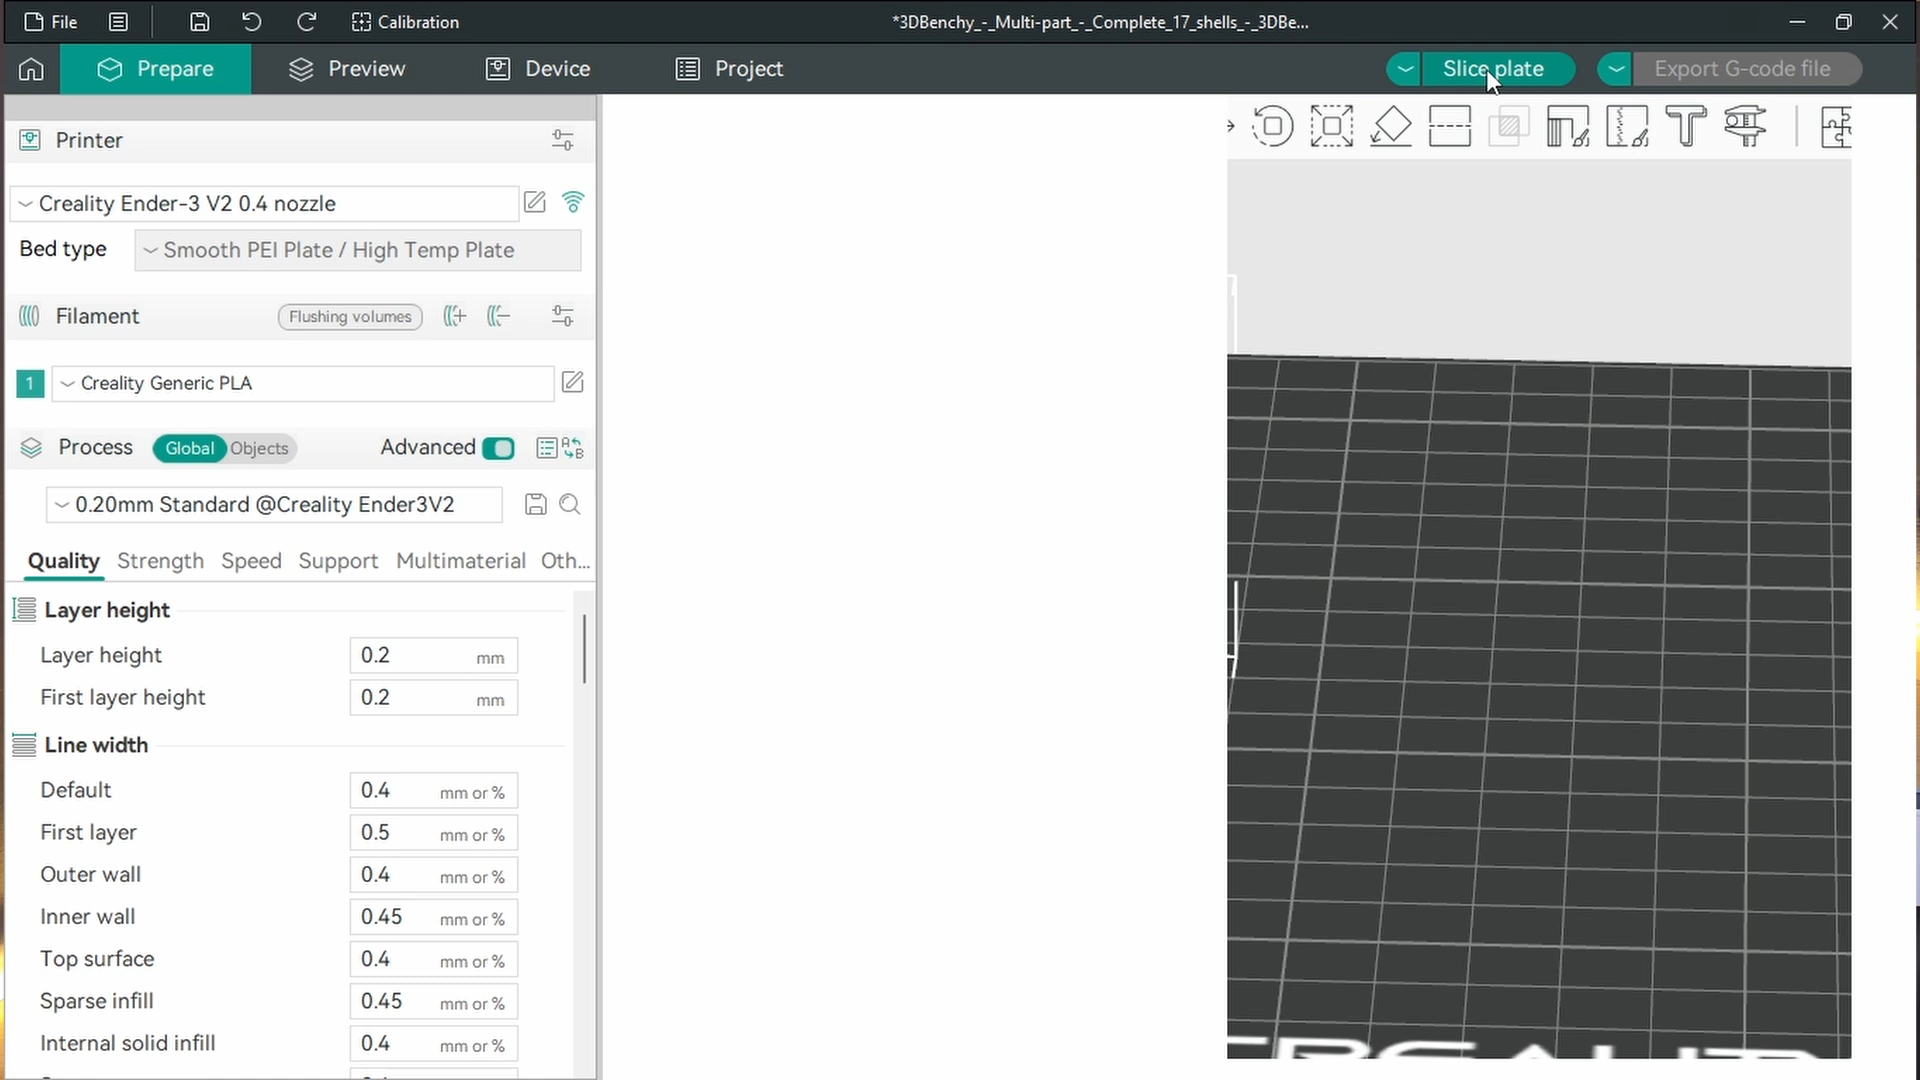 File
Calibration
*3DBenchy_-_Multi-part_-_Complete_17_shells_-_3DBe...
Prepare
Preview
Device
Project
Slice plate
Export G-code file
Printer
Creality Ender-3 V2 0.4 nozzle
Bed type
Smooth PEI Plate / High Temp Plate
Filament
Flushing volumes
1
Creality Generic PLA
Process
Global
Objects
Advanced
0.20mm Standard @Creality Ender3V2
Quality
Strength
Speed
Support
Multimaterial
Oth...
Layer height
Layer height 0.2 mm
First layer height 0.2 mm
Line width
Default 0.4 mm or %
First layer 0.5 mm or %
Outer wall 0.4 mm or %
Inner wall 0.45 mm or %
Top surface 0.4 mm or %
Sparse infill 0.45 mm or %
Internal solid infill 0.4 mm or %